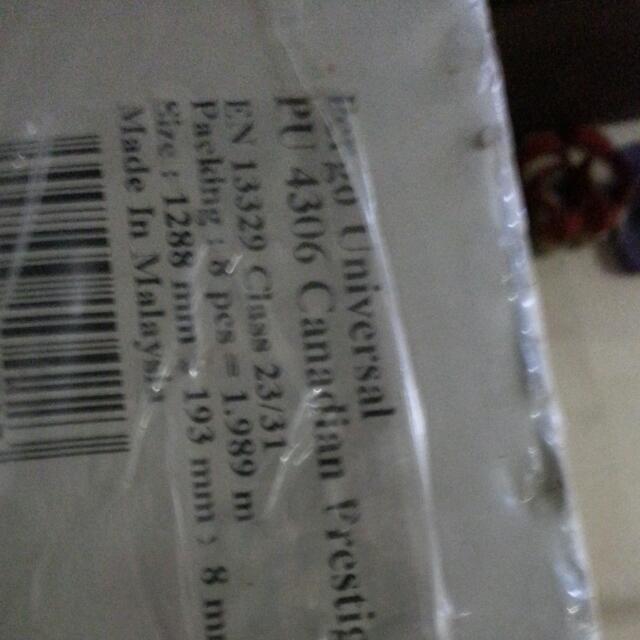 Universal
PU 4306 Canadian Prestig
EN 13329 Class 23/31
Packing : 8 pcs = 1.989 m
Size : 1288 mm x 193 mm x 8 m
Made In Malaysia